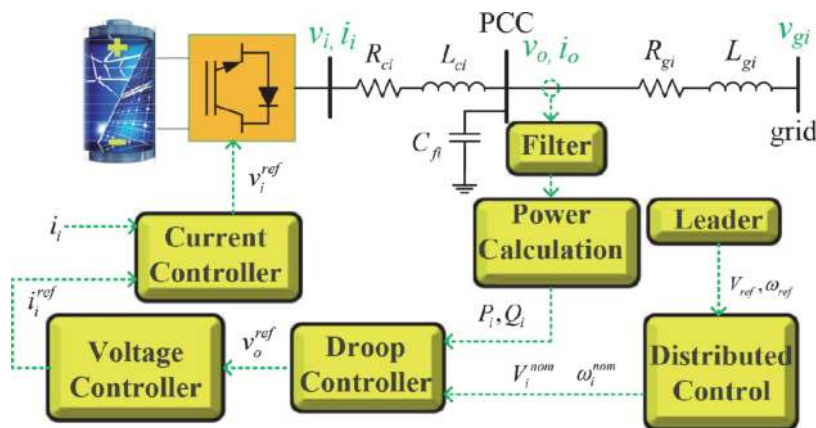 PCC
v_i, i_i
R_ci
L_ci
v_o, i_o
R_gi
L_gi
v_gi
grid
C_fi
Filter
v_i^ref
i_i
Current
Controller
Power
Calculation
Leader
i_i^ref
V_ref, ω_ref
P_i, Q_i
Voltage
Controller
v_o^ref
Droop
Controller
V_i^nom ω_i^nom
Distributed
Control